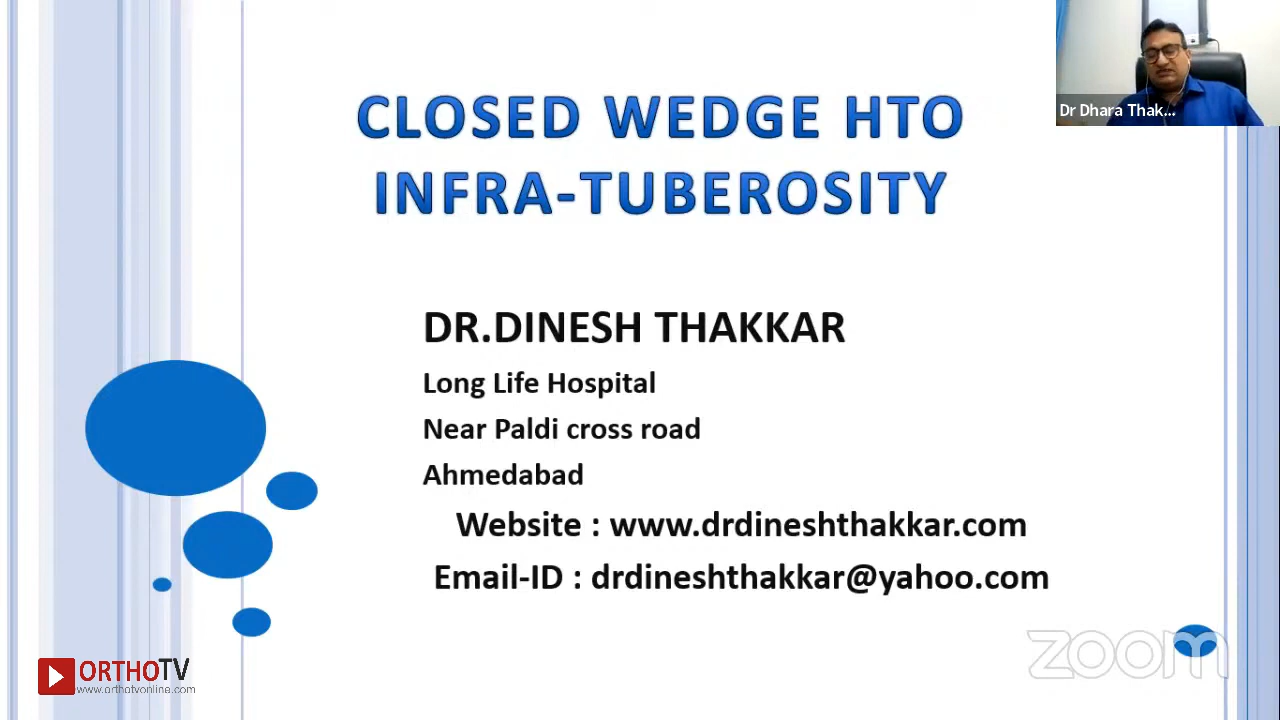 CLOSED WEDGE HTO
INFRA-TUBEROSITY
Dr Dhara Thak...
DR.DINESH THAKKAR
Long Life Hospital
Near Paldi cross road
Ahmedabad
Website : www.drdineshthakkar.com
Email-ID : drdineshthakkar@yahoo.com
zoom
ORTHOTV
www.orthotvonline.com